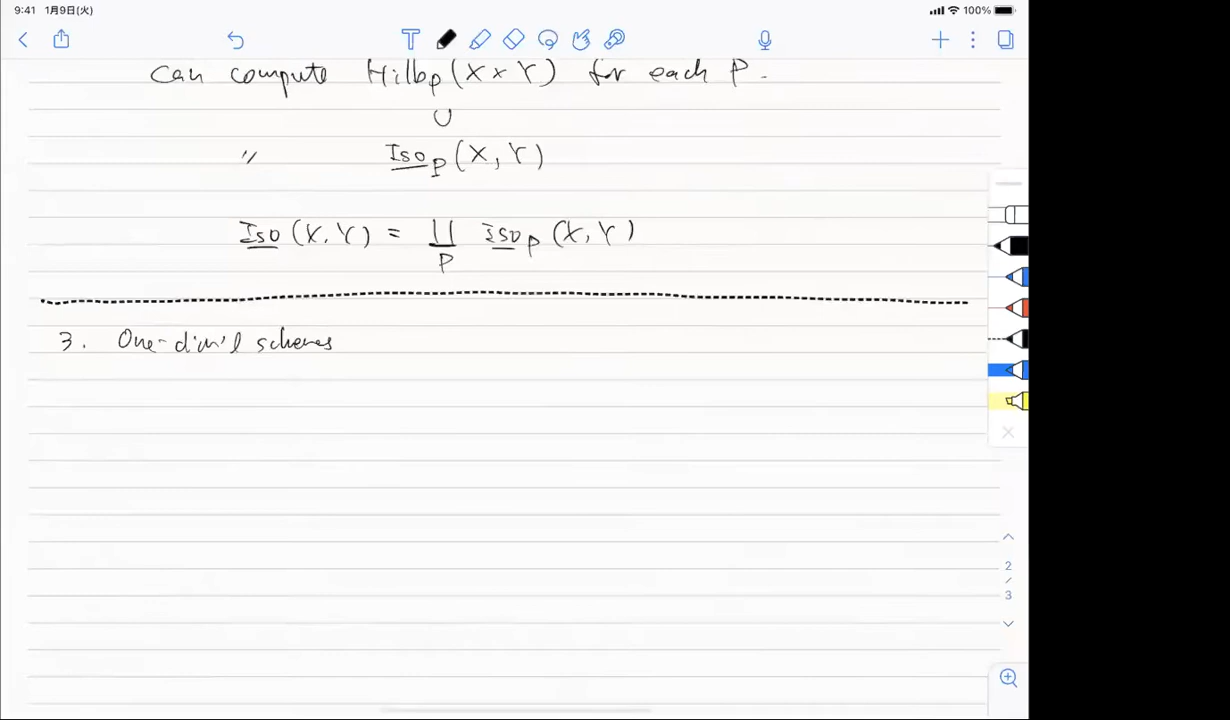 9:41 1月9日(火) 100%
Can compute Hilb_P (X × Y) for each P.
∪
〃 Iso_P (X, Y)
Iso (X, Y) = ∐ Iso_P (X, Y)
P
3. One-dim'l schemes
2
/
3